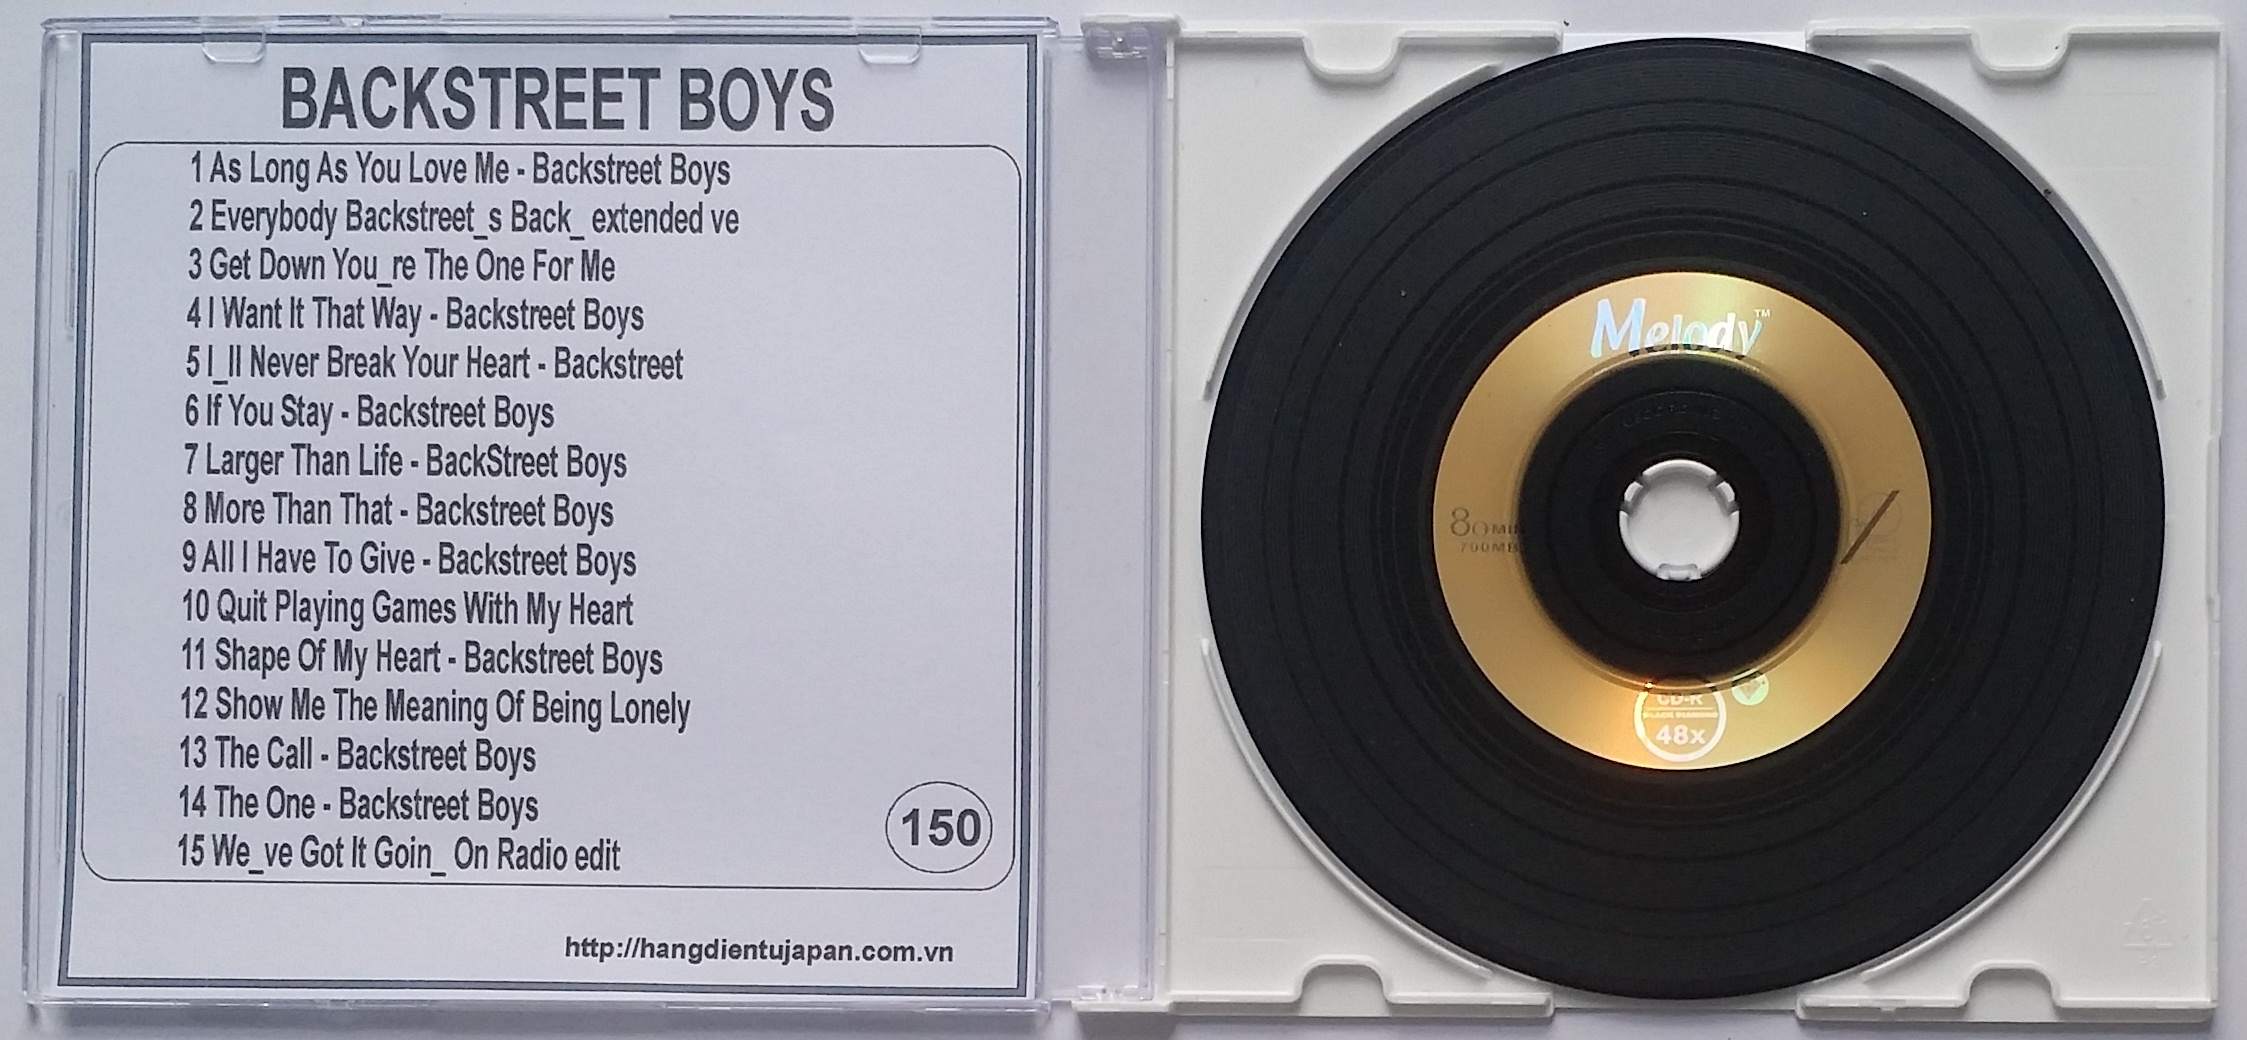 BACKSTREET BOYS
1 As Long As You Love Me - Backstreet Boys
2 Everybody Backstreet_s Back_ extended ve
3 Get Down You_re The One For Me
4 I Want It That Way - Backstreet Boys
5 I_ll Never Break Your Heart - Backstreet
6 If You Stay - Backstreet Boys
7 Larger Than Life - BackStreet Boys
8 More Than That - Backstreet Boys
9 All I Have To Give - Backstreet Boys
10 Quit Playing Games With My Heart
11 Shape Of My Heart - Backstreet Boys
12 Show Me The Meaning Of Being Lonely
13 The Call - Backstreet Boys
14 The One - Backstreet Boys
15 We_ve Got It Goin_ On Radio edit
150
http://hangdientujapan.com.vn
Melody™
80MIN
700MB
CD-R
48x